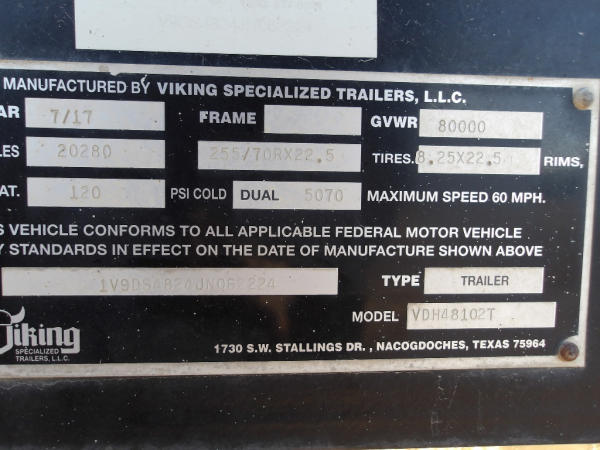 MANUFACTURED BY VIKING SPECIALIZED TRAILERS, L.L.C.
AR 7/17 FRAME GVWR 80000
LES 20280 255/70RX22.5 TIRES. 8.25X22.5 RIMS,
AT. 120 PSI COLD DUAL 5070 MAXIMUM SPEED 60 MPH.
S VEHICLE CONFORMS TO ALL APPLICABLE FEDERAL MOTOR VEHICLE
Y STANDARDS IN EFFECT ON THE DATE OF MANUFACTURE SHOWN ABOVE
TYPE TRAILER
MODEL VDH48102T
Viking
SPECIALIZED
TRAILERS, L.L.C.
1730 S.W. STALLINGS DR. , NACOGDOCHES, TEXAS 75964